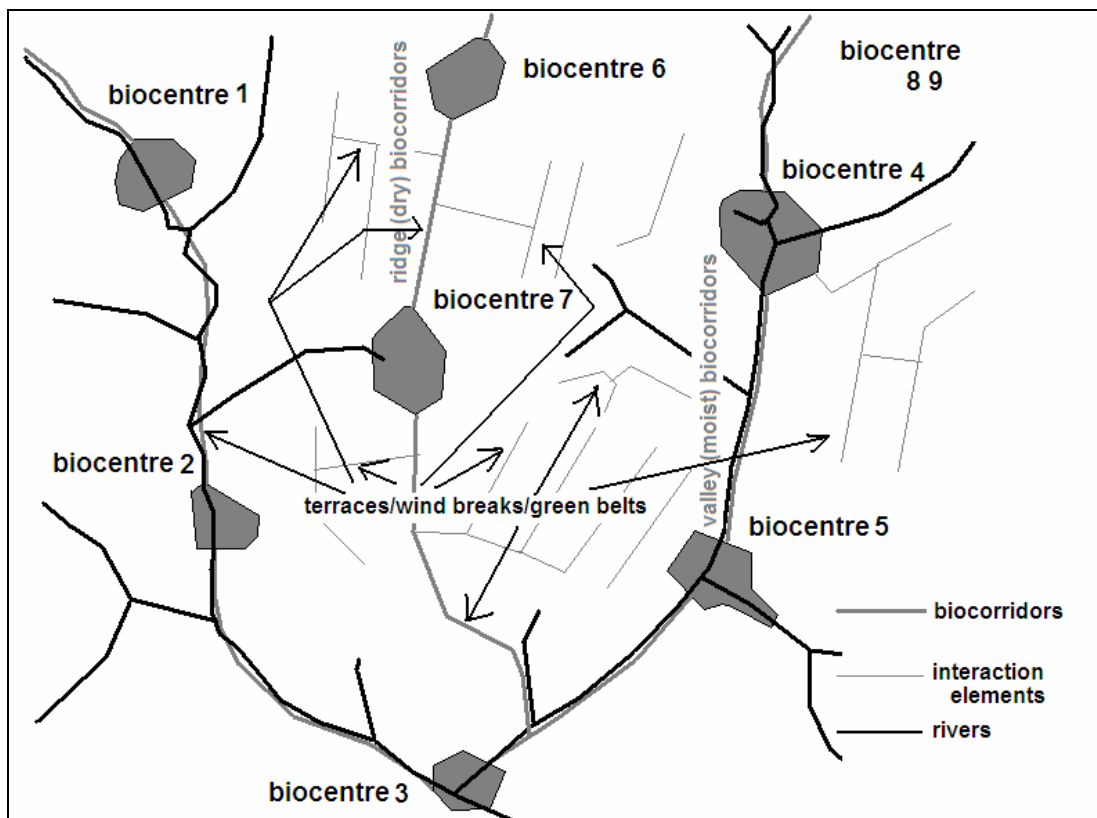 biocentre 1
biocentre 6
biocentre
8 9
ridge (dry) biocorridors
biocentre 4
biocentre 7
valley (moist) biocorridors
biocentre 2
terraces/wind breaks/green belts
biocentre 5
biocorridors
interaction
elements
rivers
biocentre 3